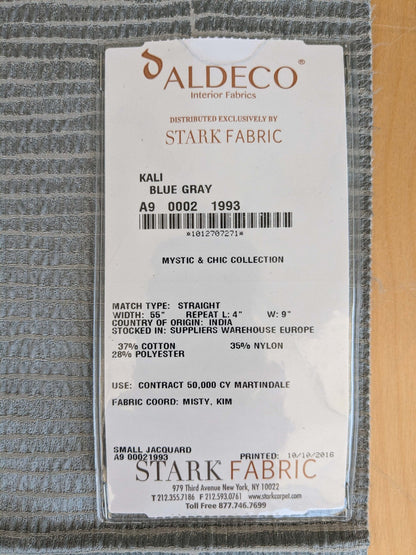 ALDECO®
Interior Fabrics
DISTRIBUTED EXCLUSIVELY BY
STARK FABRIC
KALI
BLUE GRAY
A9 0002 1993
*1012707271*
MYSTIC & CHIC COLLECTION
MATCH TYPE: STRAIGHT
WIDTH: 55" REPEAT L: 4" W: 9"
COUNTRY OF ORIGIN: INDIA
STOCKED IN: SUPPLIERS WAREHOUSE EUROPE
37% COTTON 35% NYLON
28% POLYESTER
USE: CONTRACT 50,000 CY MARTINDALE
FABRIC COORD: MISTY, KIM
SMALL JACQUARD
A9 00021993 PRINTED: 10/10/2016
STARK FABRIC
979 Third Avenue New York, NY 10022
T 212.355.7186 F 212.593.0761 www.starkcarpet.com
Toll Free 877.746.7699